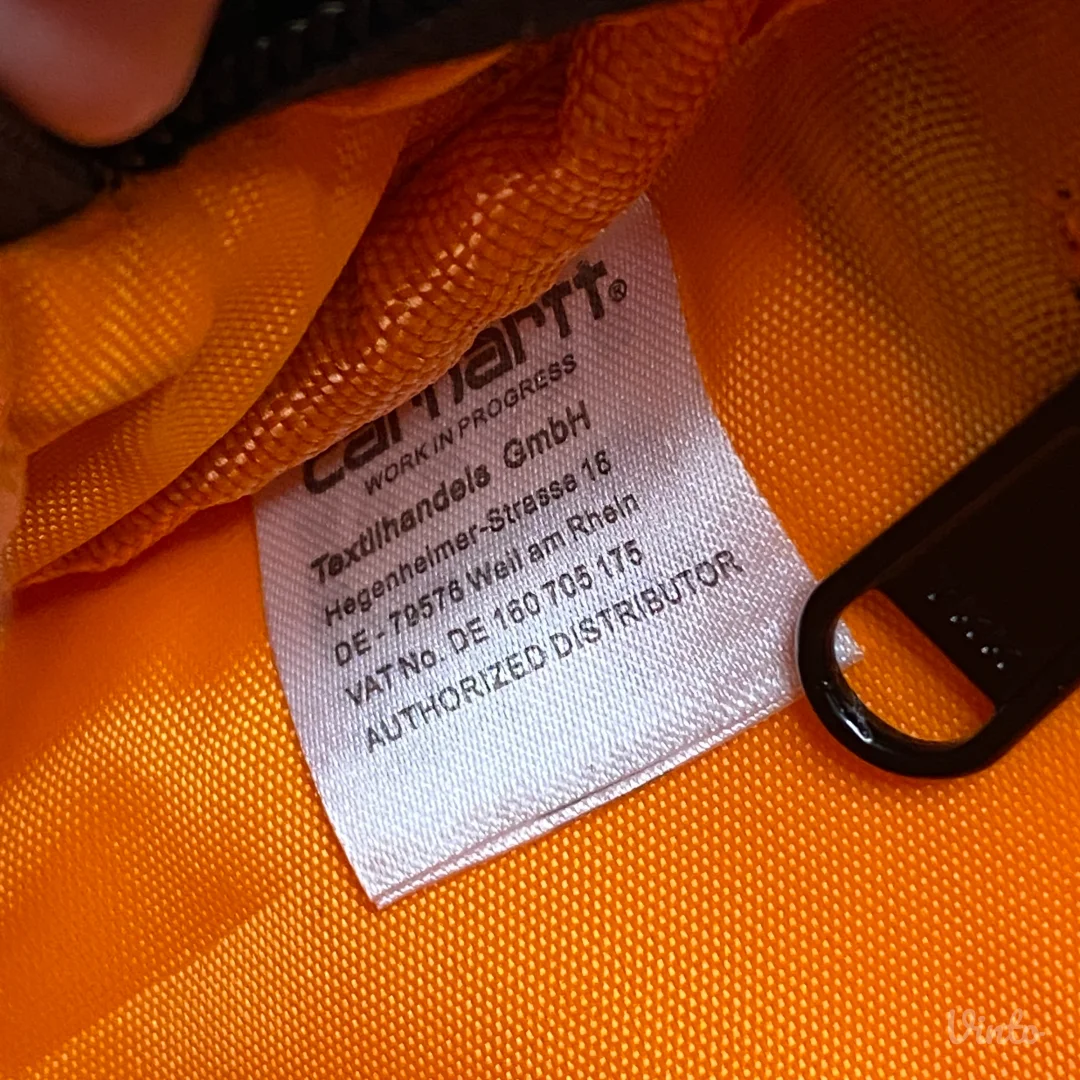 carhartt®
WORK IN PROGRESS
Textilhandels GmbH
Hegenheimer-Strasse 16
DE - 79576 Weil am Rhein
VAT No. DE 160 705 175
AUTHORIZED DISTRIBUTOR
Vinto